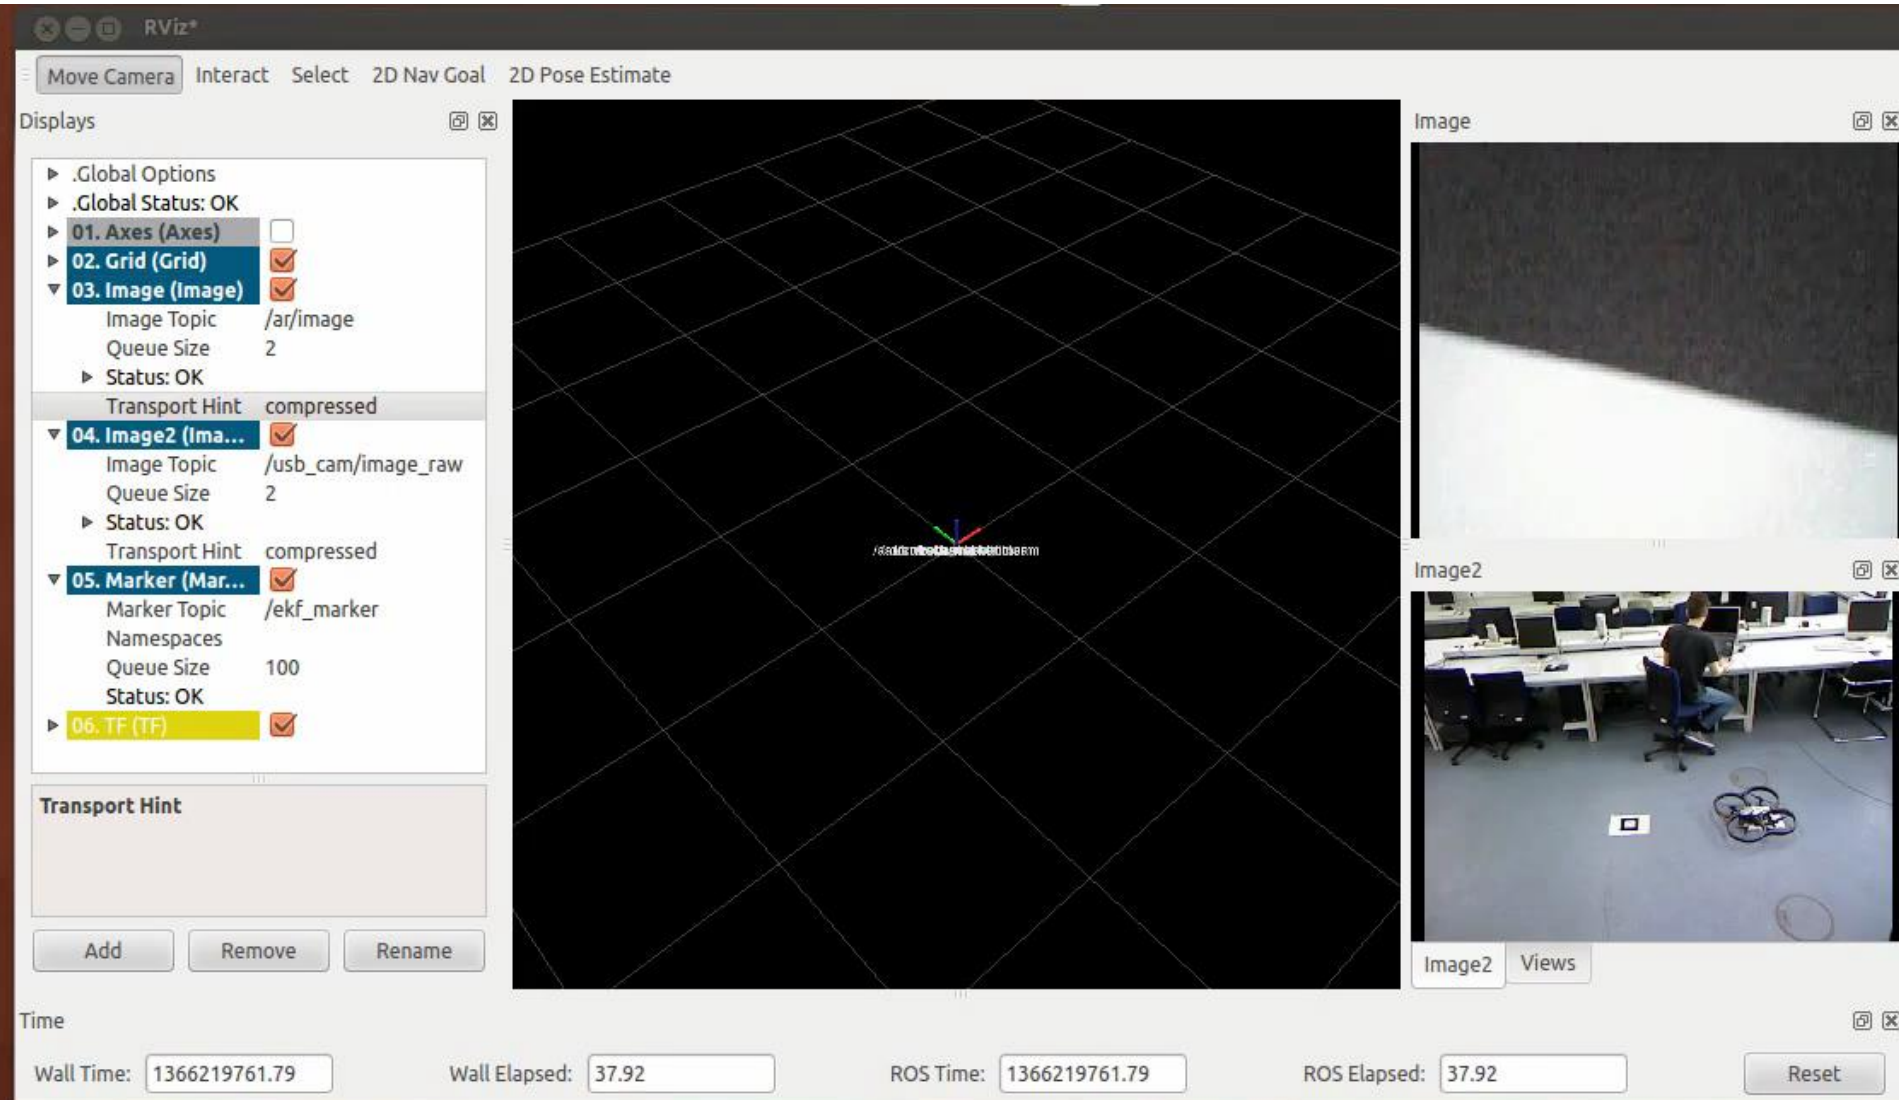 RViz*
Move Camera Interact Select 2D Nav Goal 2D Pose Estimate
Displays
.Global Options
.Global Status: OK
01. Axes (Axes)
02. Grid (Grid)
03. Image (Image)
Image Topic /ar/image
Queue Size 2
Status: OK
Transport Hint compressed
04. Image2 (Ima...
Image Topic /usb_cam/image_raw
Queue Size 2
Status: OK
Transport Hint compressed
05. Marker (Mar...
Marker Topic /ekf_marker
Namespaces
Queue Size 100
Status: OK
06. TF (TF)
Transport Hint
Add Remove Rename
Image
Image2
Image2 Views
Time
Wall Time: 1366219761.79 Wall Elapsed: 37.92 ROS Time: 1366219761.79 ROS Elapsed: 37.92 Reset